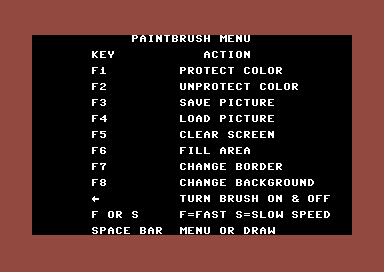 PAINTBRUSH MENU
KEY ACTION
F1 PROTECT COLOR
F2 UNPROTECT COLOR
F3 SAVE PICTURE
F4 LOAD PICTURE
F5 CLEAR SCREEN
F6 FILL AREA
F7 CHANGE BORDER
F8 CHANGE BACKGROUND
← TURN BRUSH ON & OFF
F OR S F=FAST S=SLOW SPEED
SPACE BAR MENU OR DRAW